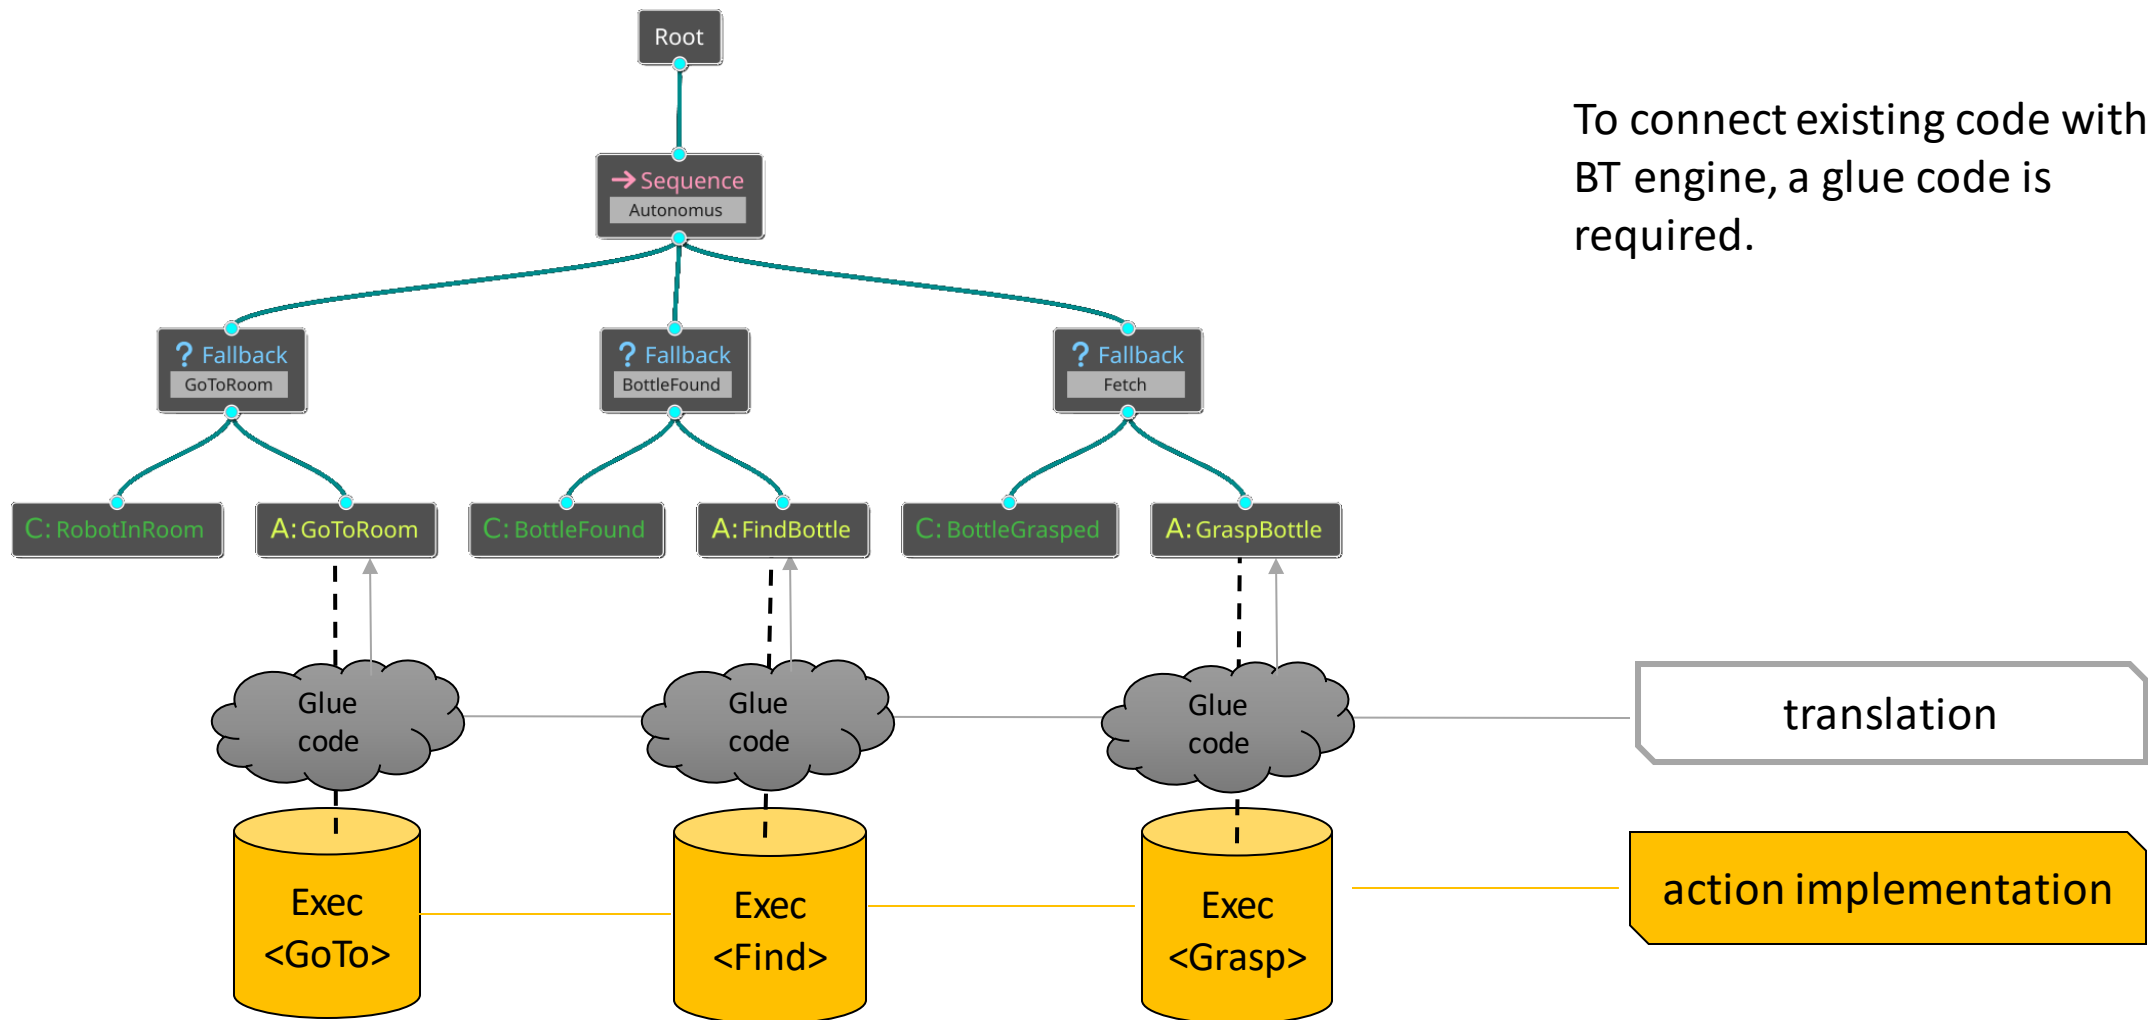 Root
To connect existing code with
BT engine, a glue code is
required.
→ Sequence
Autonomus
? Fallback
GoToRoom
? Fallback
BottleFound
? Fallback
Fetch
C: RobotInRoom
A: GoToRoom
C: BottleFound
A: FindBottle
C: BottleGrasped
A: GraspBottle
Glue
code
Glue
code
Glue
code
translation
Exec
<GoTo>
Exec
<Find>
Exec
<Grasp>
action implementation